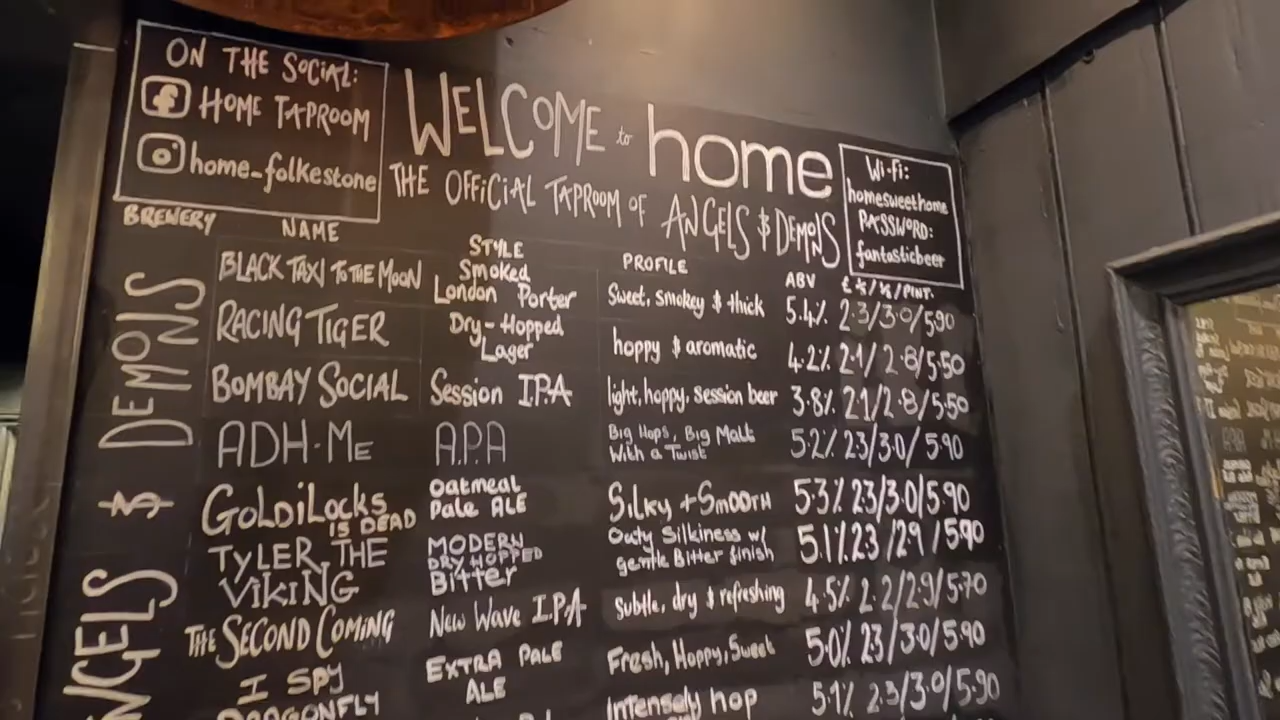 ON THE SOCIAL:
HOME TAPROOM
home_folkestone
WELCOME to home
THE OFFICIAL TAPROOM OF ANGELS & DEMONS
Wi-fi:
homesweethome
PASSWORD:
fantasticbeer
BREWERY NAME STYLE PROFILE ABV £ ⅓/½/PINT.
ANGELS & DEMONS
BLACK TAXI TO THE MOON Smoked London Porter Sweet, smokey & thick 5.4% 2.3/3.0/5.90
RACING TIGER Dry-Hopped Lager hoppy & aromatic 4.2% 2.1/2.8/5.50
BOMBAY SOCIAL Session I.P.A light, hoppy, session beer 3.8% 2.1/2.8/5.50
ADH-ME A.P.A Big Hops, Big Malt With a Twist 5.2% 2.3/3.0/5.90
GOLDILOCKS IS DEAD Oatmeal Pale ALE Silky + Smooth 5.3% 2.3/3.0/5.90
TYLER THE VIKING MODERN DRY HOPPED Bitter Oaty Silkiness w/ gentle Bitter finish 5.1% 2.3/2.9/5.70
THE SECOND COMING New Wave I.P.A subtle, dry & refreshing 4.5% 2.2/2.9/5.70
I SPY DRAGONFLY EXTRA PALE ALE Fresh, Hoppy, Sweet 5.0% 2.3/3.0/5.90
Intensely hop 5.1% 2.3/3.0/5.90